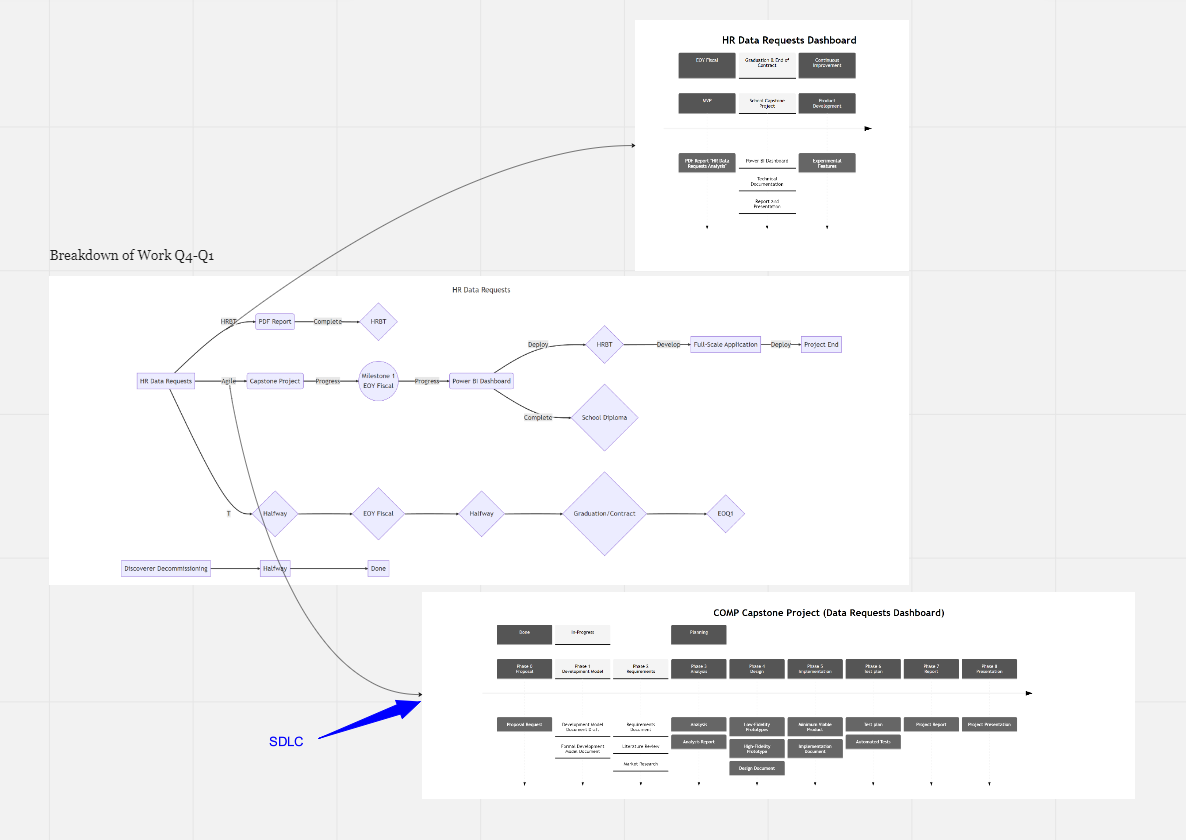 HR Data Requests Dashboard
EOY Fiscal
Graduation & End of
Contract
Continuous
Improvement
MVP
School Capstone
Project
Product
Development
PDF Report "HR Data
Requests Analysis"
Power BI Dashboard
Experimental
Features
Technical
Documentation
Report and
Presentation
Breakdown of Work Q4-Q1
HR Data Requests
HRBT
PDF Report
Complete
HRBT
Deploy
HRBT
Develop
Full-Scale Application
Deploy
Project End
HR Data Requests
Agile
Capstone Project
Progress
Milestone 1
EOY Fiscal
Progress
Power BI Dashboard
Complete
School Diploma
T
Halfway
EOY Fiscal
Halfway
Graduation/Contract
EOQ1
Discoverer Decommissioning
Halfway
Done
COMP Capstone Project (Data Requests Dashboard)
Done
In-Progress
Planning
Phase 0
Proposal
Phase 1
Development Model
Phase 2
Requirements
Phase 3
Analysis
Phase 4
Design
Phase 5
Implementation
Phase 6
Test plan
Phase 7
Report
Phase 8
Presentation
Proposal Request
Development Model
Document Draft
Requirements
Document
Analysis
Low-Fidelity
Prototypes
Minimum Viable
Product
Test plan
Project Report
Project Presentation
Formal Development
Model Document
Literature Review
Analysis Report
High-Fidelity
Prototype
Implementation
Document
Automated Tests
Market Research
Design Document
SDLC